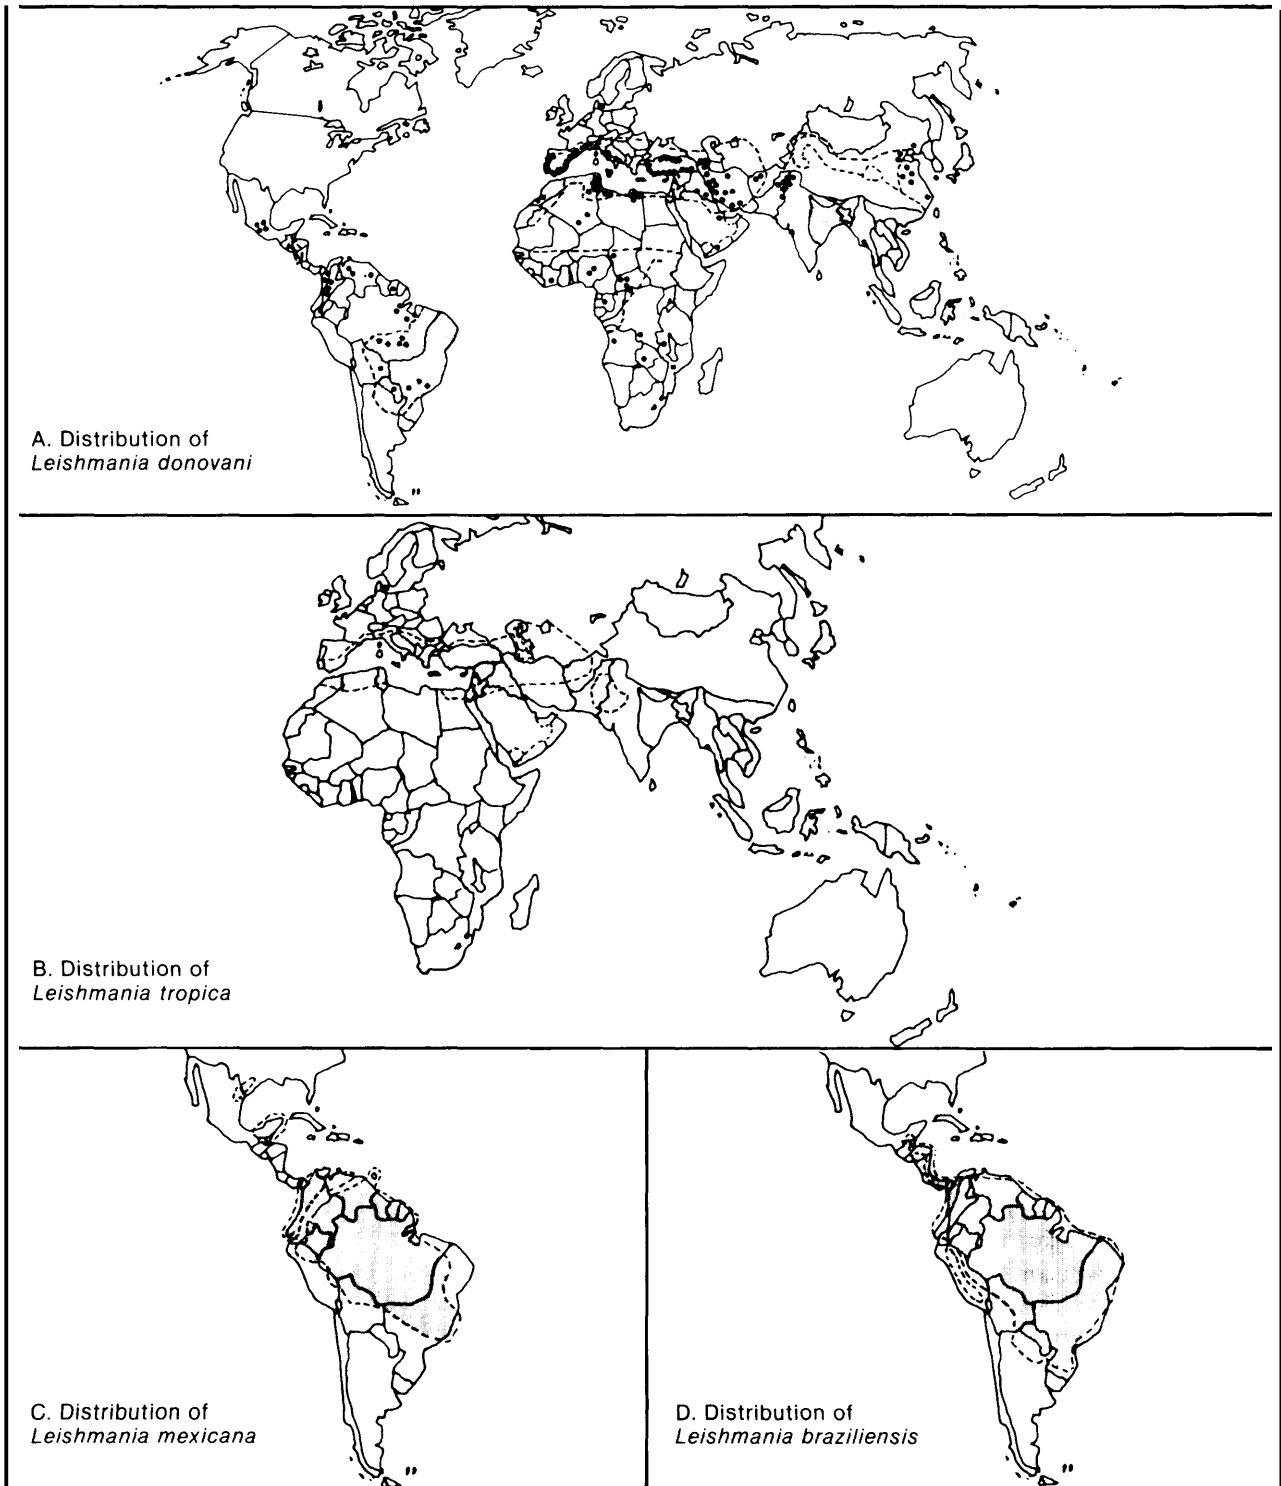 A. Distribution of
Leishmania donovani
B. Distribution of
Leishmania tropica
C. Distribution of
Leishmania mexicana
D. Distribution of
Leishmania braziliensis